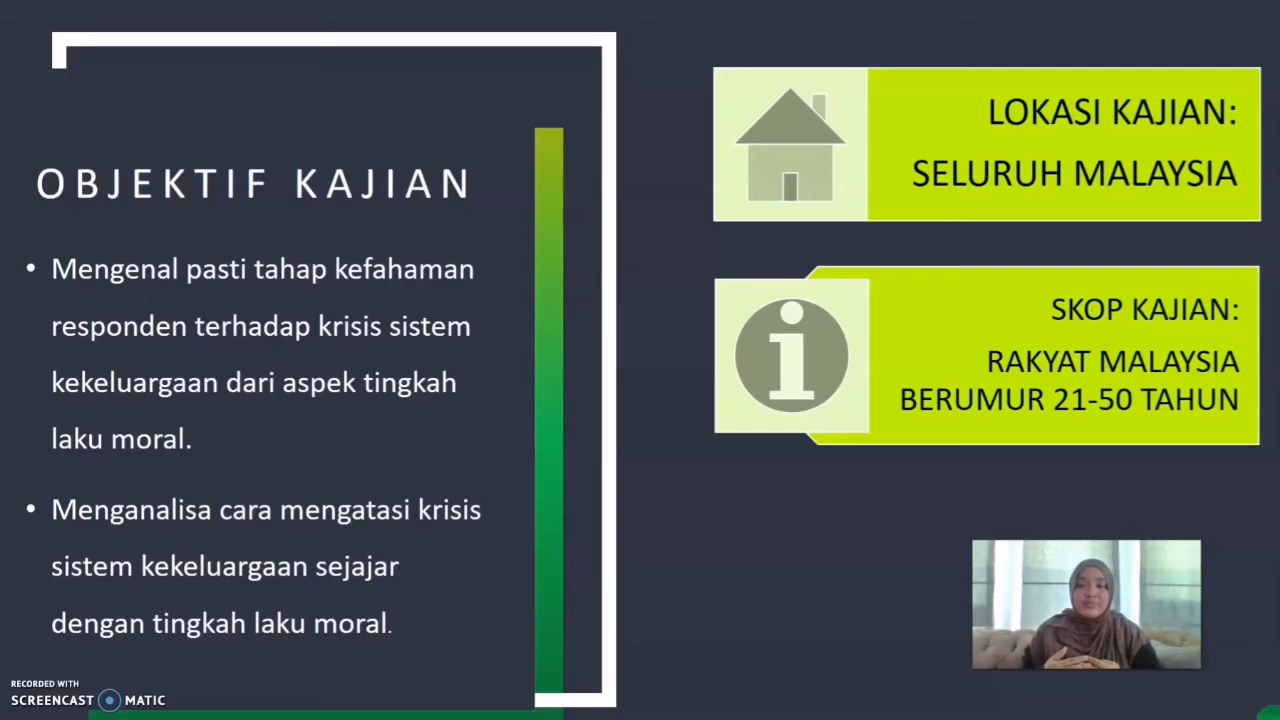 OBJEKTIF KAJIAN
• Mengenal pasti tahap kefahaman
responden terhadap krisis sistem
kekeluargaan dari aspek tingkah
laku moral.
• Menganalisa cara mengatasi krisis
sistem kekeluargaan sejajar
dengan tingkah laku moral.
LOKASI KAJIAN:
SELURUH MALAYSIA
SKOP KAJIAN:
RAKYAT MALAYSIA
BERUMUR 21-50 TAHUN
RECORDED WITH
SCREENCAST MATIC